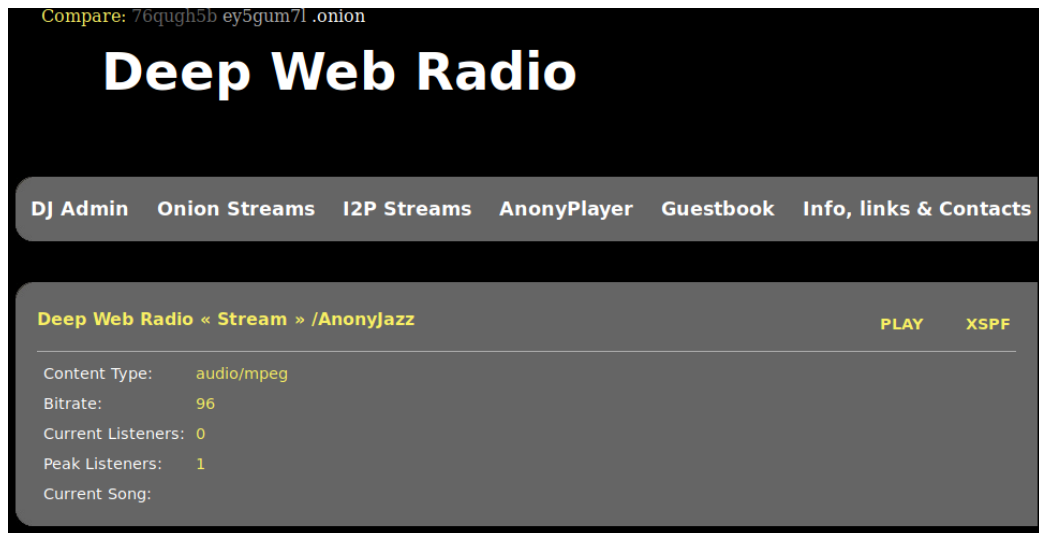 Compare: 76qugh5b ey5gum7l .onion
Deep Web Radio
DJ Admin Onion Streams I2P Streams AnonyPlayer Guestbook Info, links & Contacts
Deep Web Radio « Stream » /AnonyJazz PLAY XSPF
Content Type: audio/mpeg
Bitrate: 96
Current Listeners: 0
Peak Listeners: 1
Current Song: